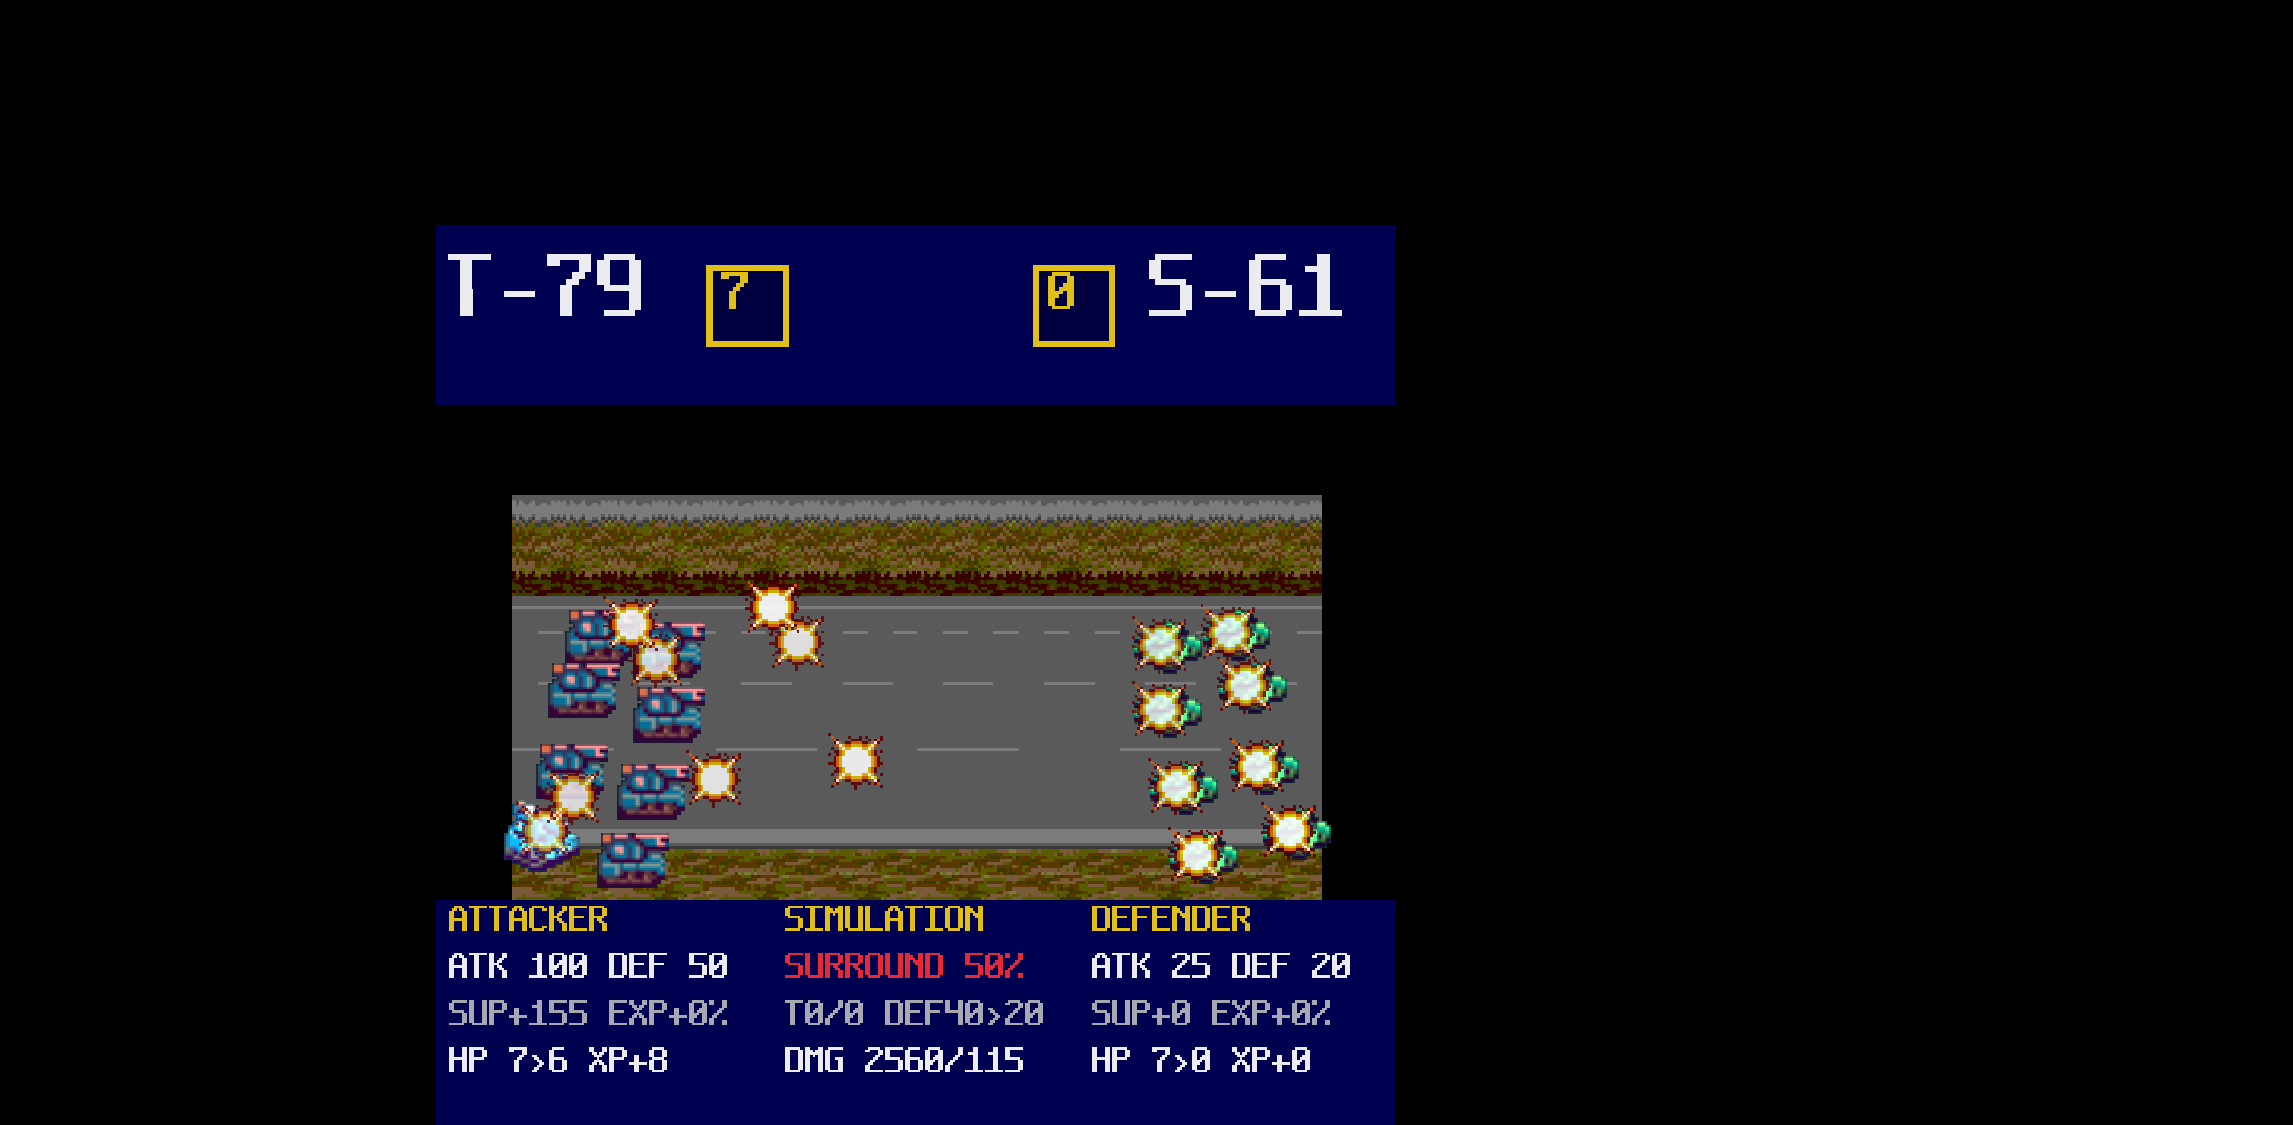 T-79 7 0 S-61
ATTACKER SIMULATION DEFENDER
ATK 100 DEF 50 SURROUND 50% ATK 25 DEF 20
SUP+155 EXP+0% T0/0 DEF40>20 SUP+0 EXP+0%
HP 7>6 XP+8 DMG 2560/115 HP 7>0 XP+0